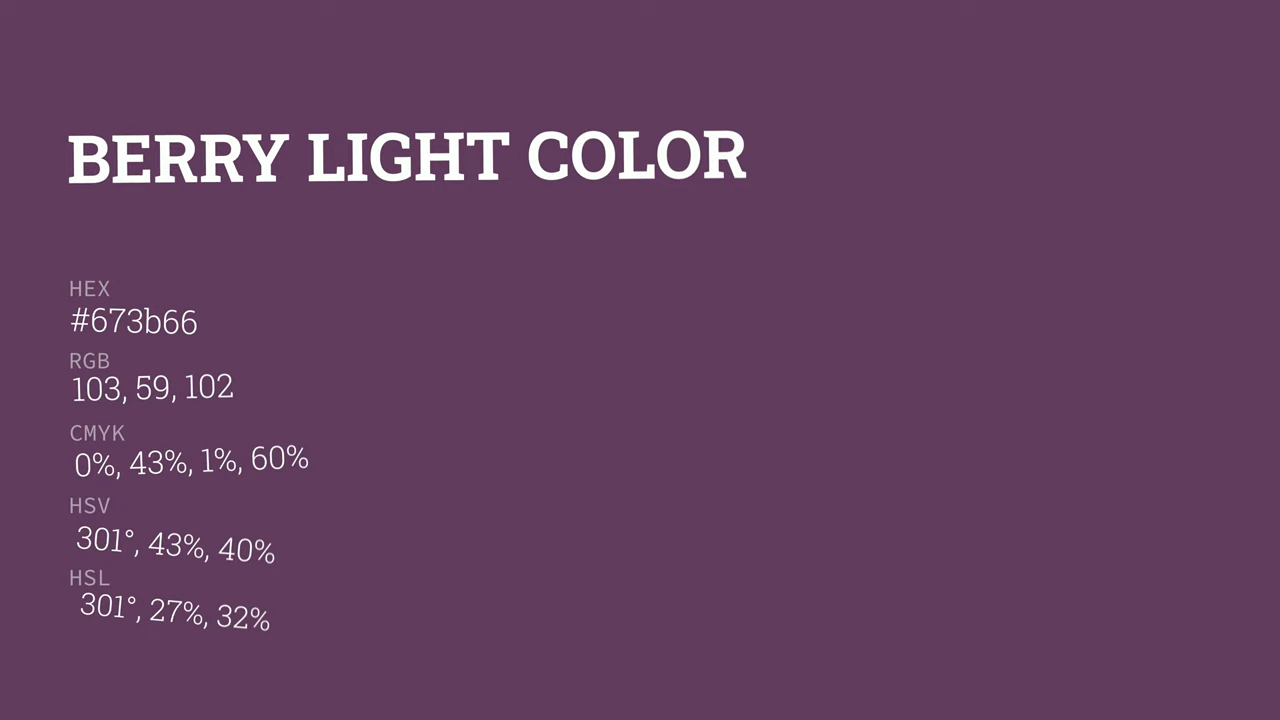 BERRY LIGHT COLOR
HEX
#673b66
RGB
103, 59, 102
CMYK
0%, 43%, 1%, 60%
HSV
301°, 43%, 40%
HSL
301°, 27%, 32%